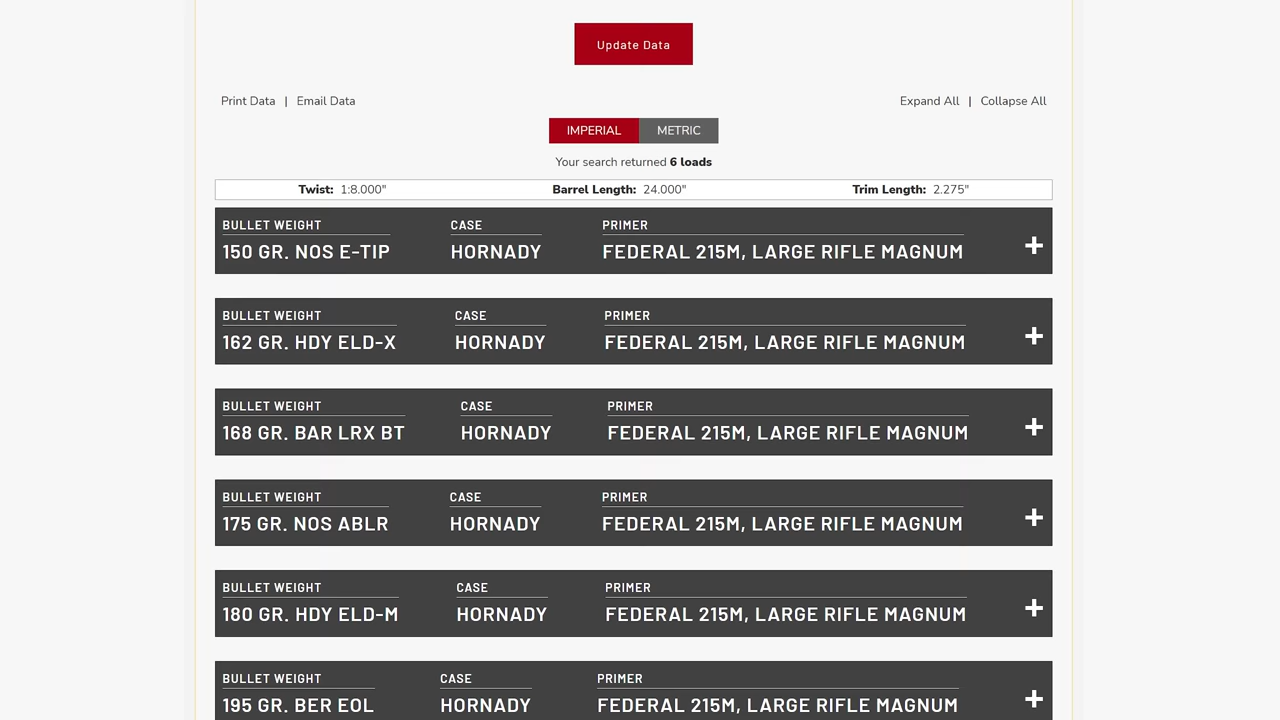 Update Data
Print Data | Email Data
Expand All | Collapse All
IMPERIAL METRIC
Your search returned 6 loads
Twist: 1:8.000" Barrel Length: 24.000" Trim Length: 2.275"
BULLET WEIGHT CASE PRIMER
150 GR. NOS E-TIP HORNADY FEDERAL 215M, LARGE RIFLE MAGNUM +
BULLET WEIGHT CASE PRIMER
162 GR. HDY ELD-X HORNADY FEDERAL 215M, LARGE RIFLE MAGNUM +
BULLET WEIGHT CASE PRIMER
168 GR. BAR LRX BT HORNADY FEDERAL 215M, LARGE RIFLE MAGNUM +
BULLET WEIGHT CASE PRIMER
175 GR. NOS ABLR HORNADY FEDERAL 215M, LARGE RIFLE MAGNUM +
BULLET WEIGHT CASE PRIMER
180 GR. HDY ELD-M HORNADY FEDERAL 215M, LARGE RIFLE MAGNUM +
BULLET WEIGHT CASE PRIMER
195 GR. BER EOL HORNADY FEDERAL 215M, LARGE RIFLE MAGNUM +